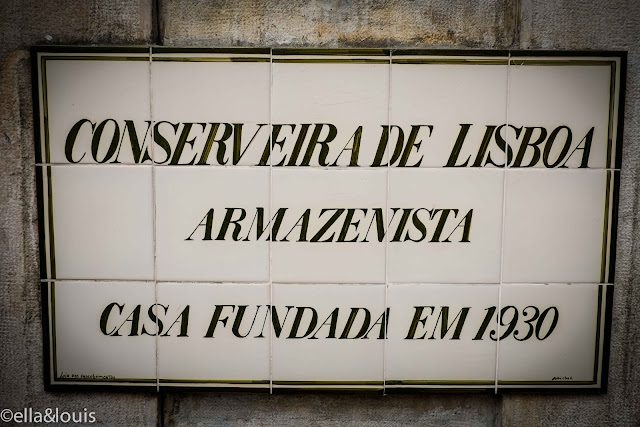 CONSERVEIRA DE LISBOA
ARMAZENISTA
CASA FUNDADA EM 1930
©ella&louis